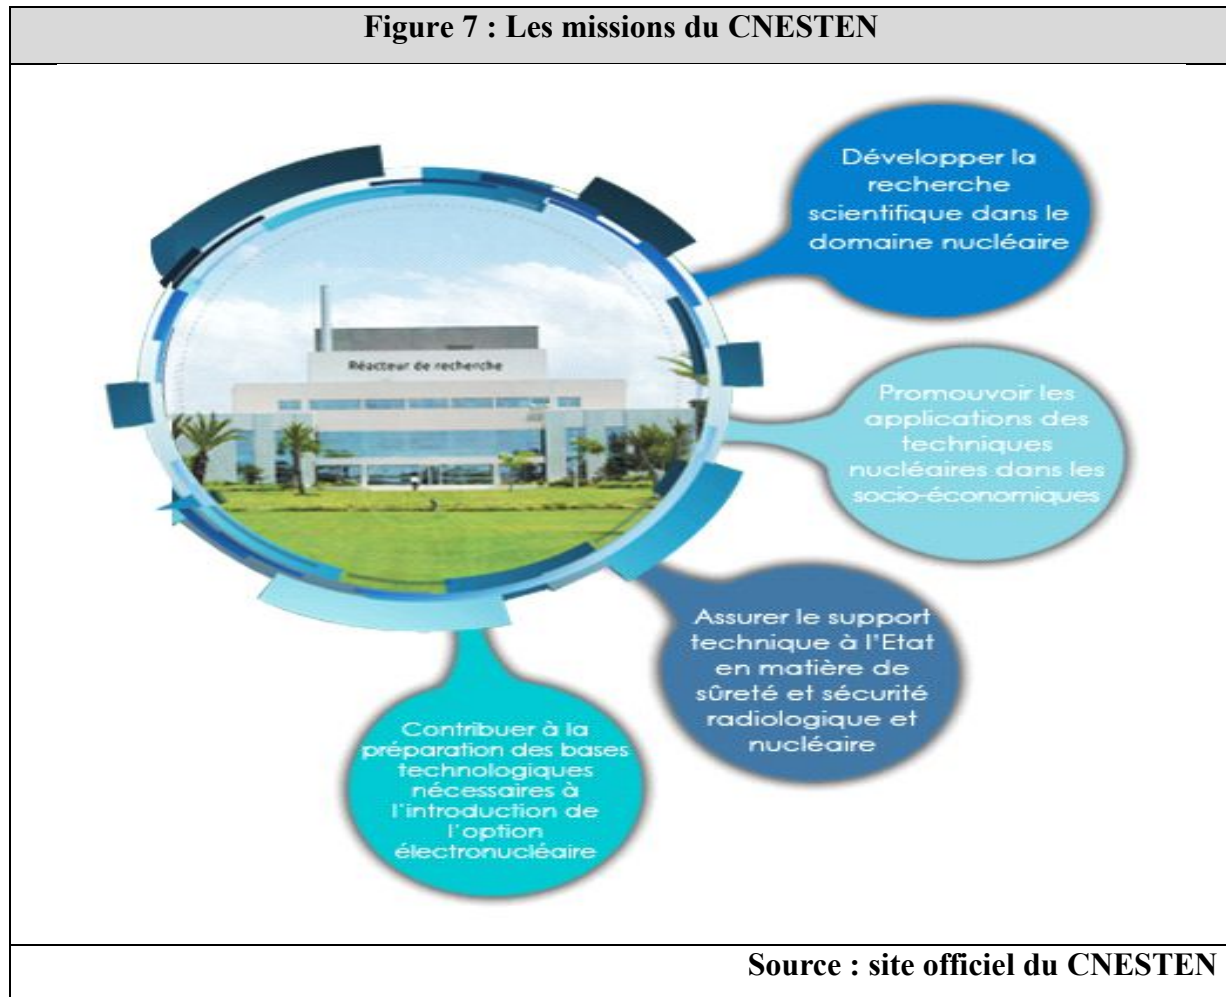 Figure 7 : Les missions du CNESTEN
Développer la
recherche
scientifique dans le
domaine nucléaire
Réacteur de recherche
Promouvoir les
applications des
techniques
nucléaires dans les
socio-économiques
Assurer le support
technique à l'Etat
en matière de
sûreté et sécurité
radiologique et
nucléaire
Contribuer à la
préparation des bases
technologiques
nécessaires à
l'introduction de
l'option
électronucléaire
Source : site officiel du CNESTEN